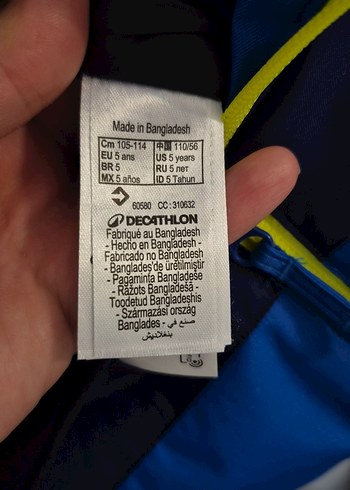 Made in Bangladesh
Cm 105-114 中国 110/56
EU 5 ans US 5 years
BR 5 RU 5 лет
MX 5 años ID 5 Tahun
60580 CC: 310632
DECATHLON
Fabriqué au Bangladesh
- Hecho en Bangladesh -
Fabricado no Bangladesh
- Banglades'de üretilmiştir
- Pagaminta Bangladeše
- Ražots Bangladešā -
Toodetud Bangladeshis
- Származási ország
Banglades - صنع في
بنغلاديش